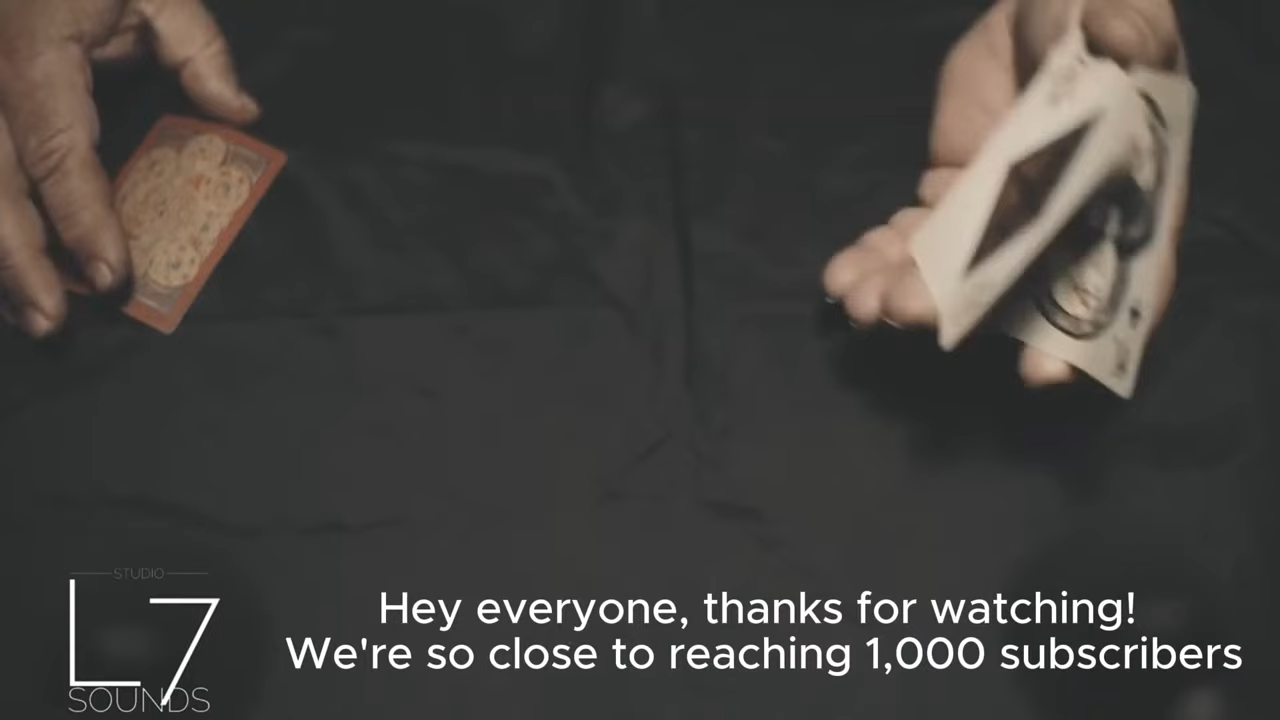 STUDIO
L7
SOUNDS
Hey everyone, thanks for watching!
We're so close to reaching 1,000 subscribers